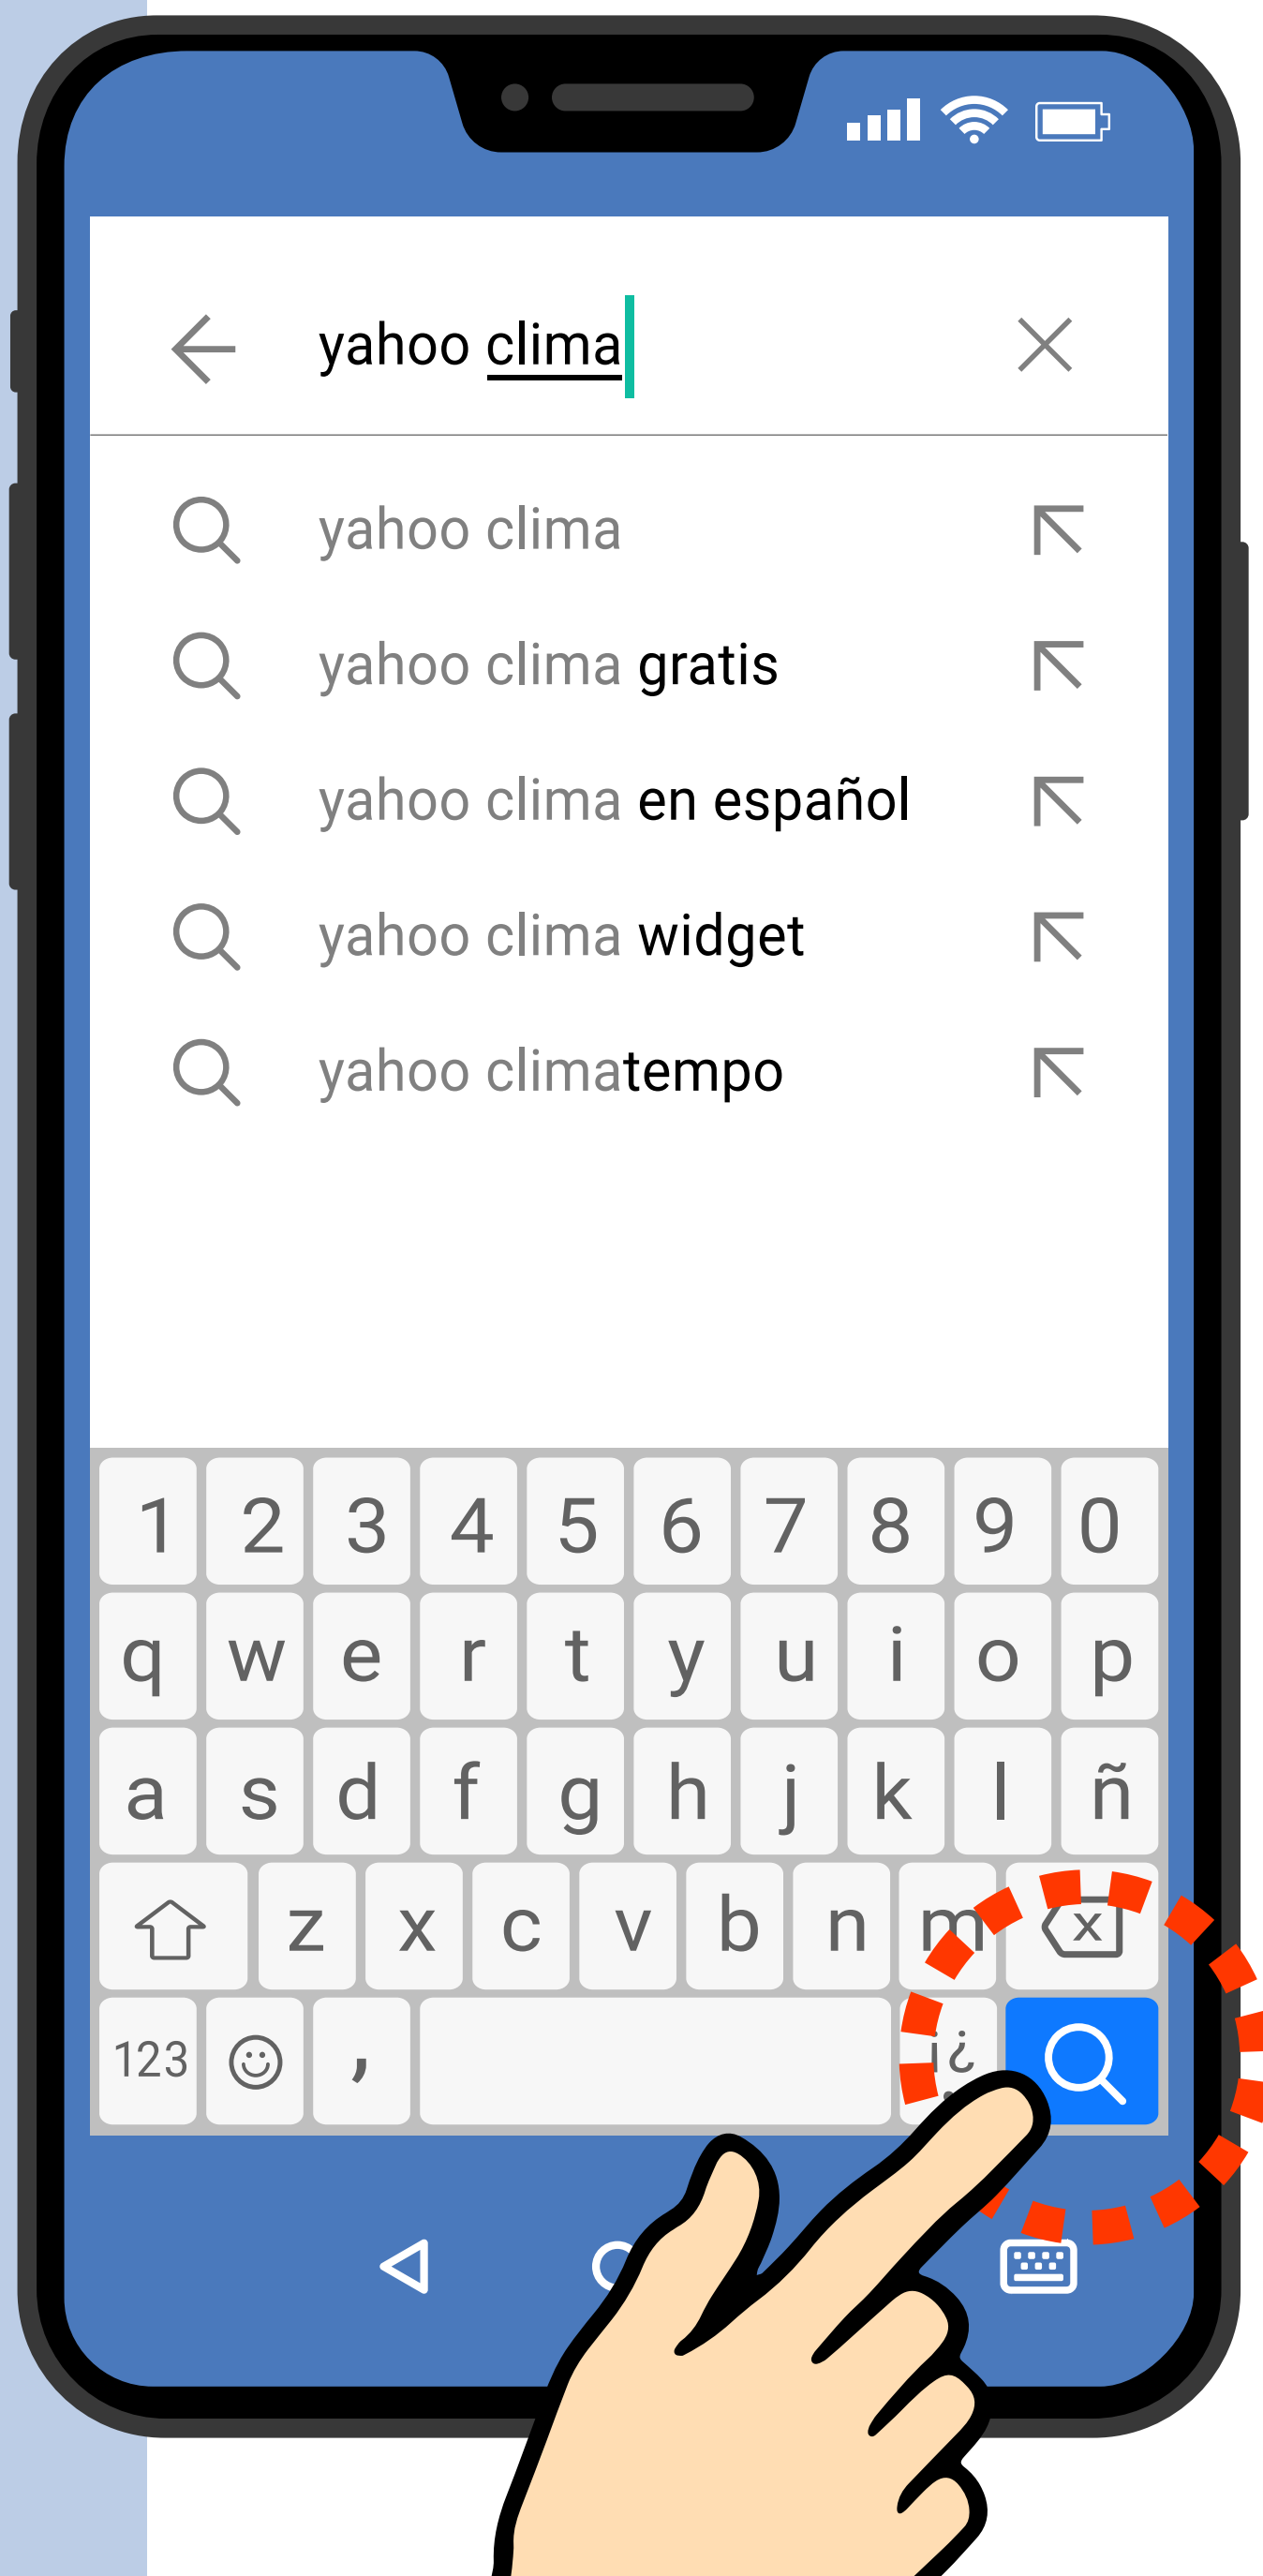 yahoo clima
yahoo clima
yahoo clima gratis
yahoo clima en español
yahoo clima widget
yahoo climatempo
1 2 3 4 5 6 7 8 9 0
q w e r t y u i o p
a s d f g h j k l ñ
z x c v b n m x
123 , ¡¿